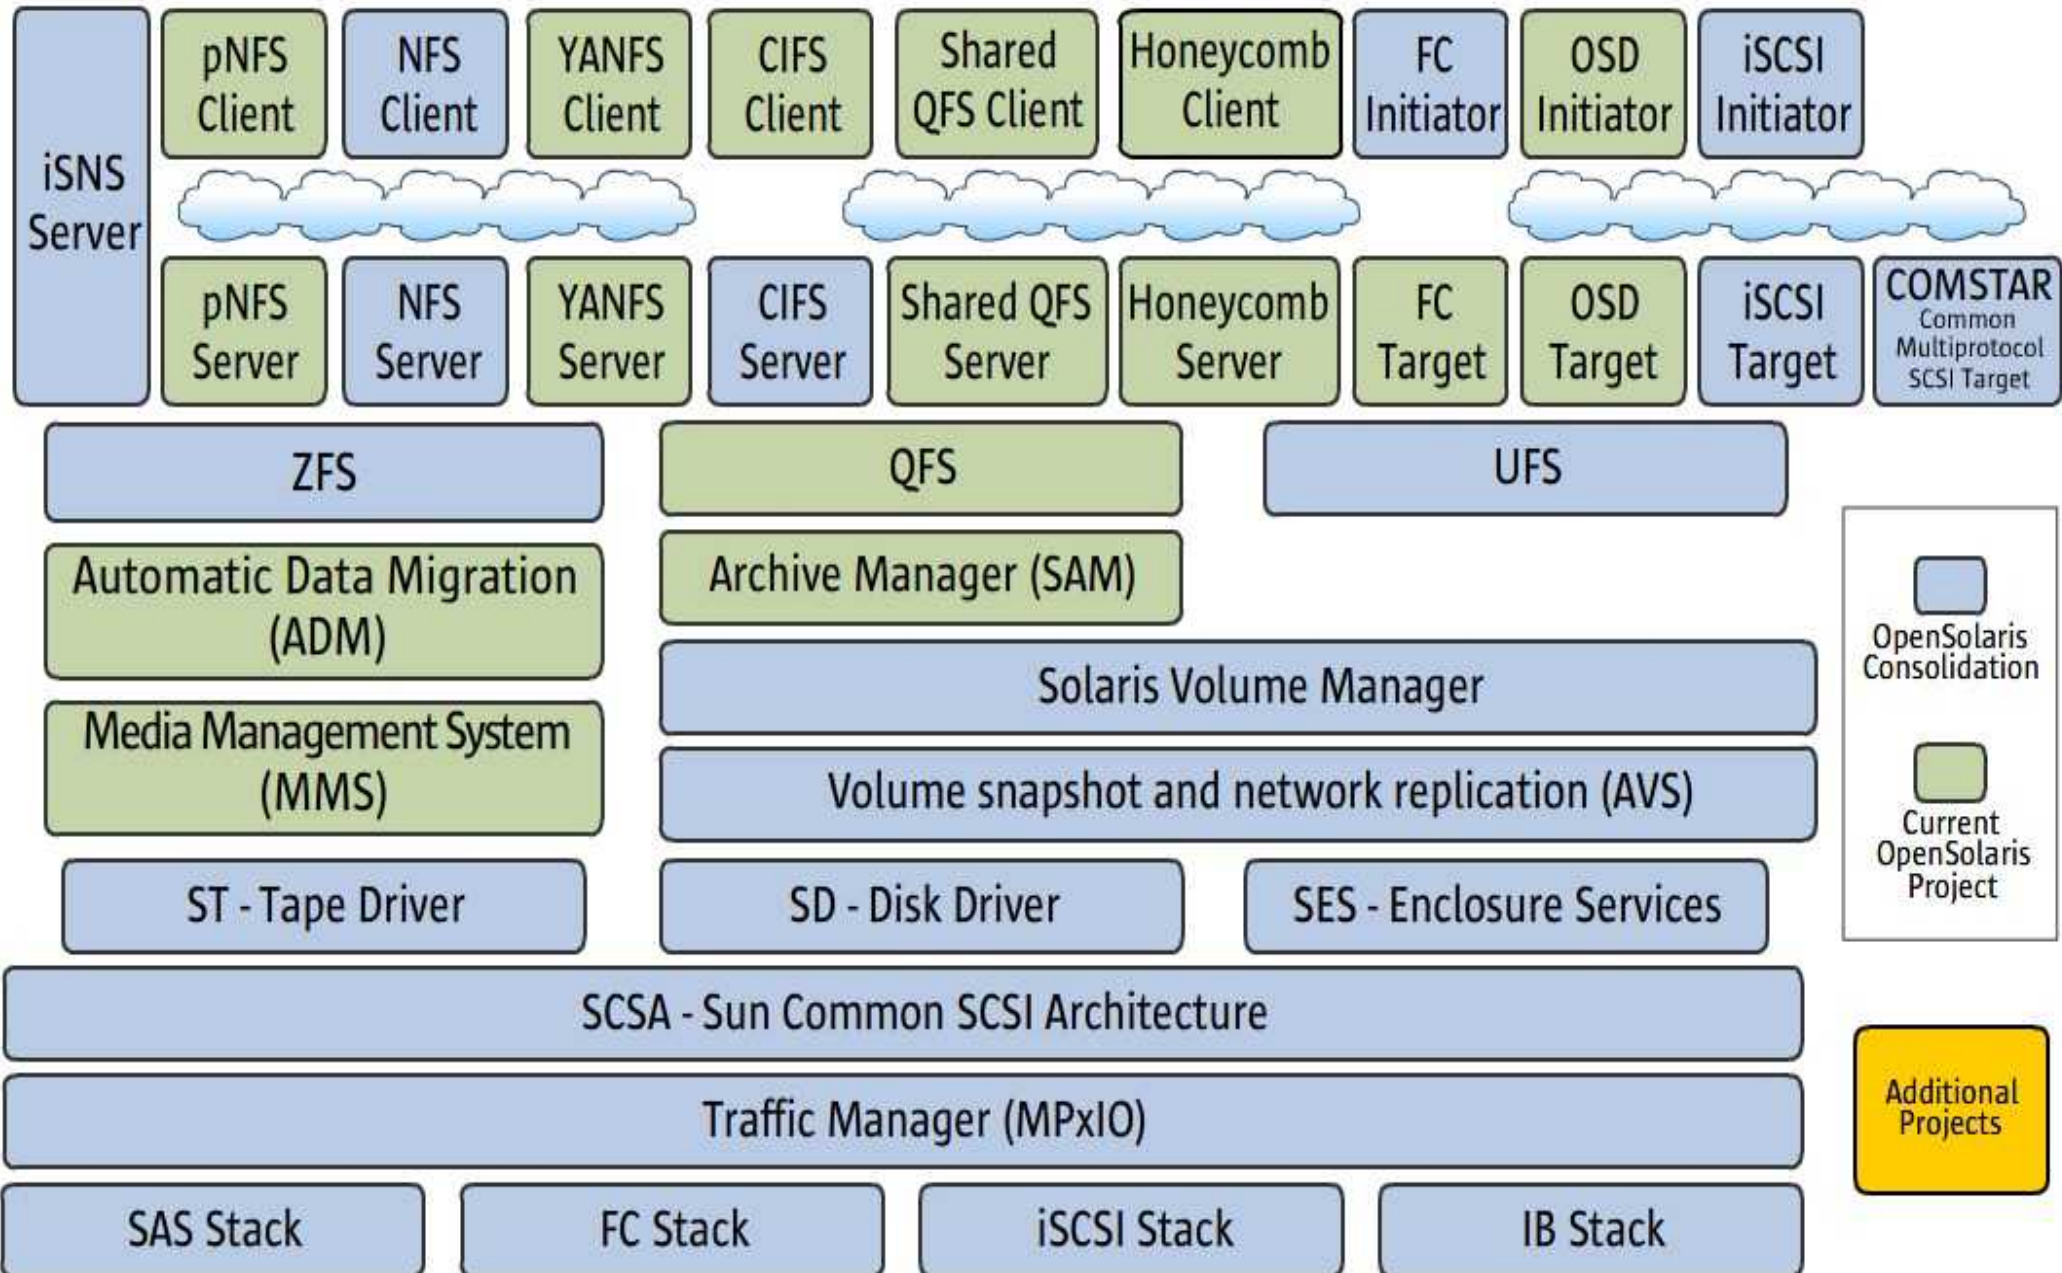 iSNS
Server
pNFS
Client
NFS
Client
YANFS
Client
CIFS
Client
Shared
QFS Client
Honeycomb
Client
FC
Initiator
OSD
Initiator
iSCSI
Initiator
pNFS
Server
NFS
Server
YANFS
Server
CIFS
Server
Shared QFS
Server
Honeycomb
Server
FC
Target
OSD
Target
iSCSI
Target
COMSTAR
Common
Multiprotocol
SCSI Target
ZFS
QFS
UFS
Automatic Data Migration
(ADM)
Archive Manager (SAM)
Solaris Volume Manager
Media Management System
(MMS)
Volume snapshot and network replication (AVS)
ST - Tape Driver
SD - Disk Driver
SES - Enclosure Services
OpenSolaris
Consolidation
Current
OpenSolaris
Project
SCSA - Sun Common SCSI Architecture
Traffic Manager (MPxIO)
Additional
Projects
SAS Stack
FC Stack
iSCSI Stack
IB Stack